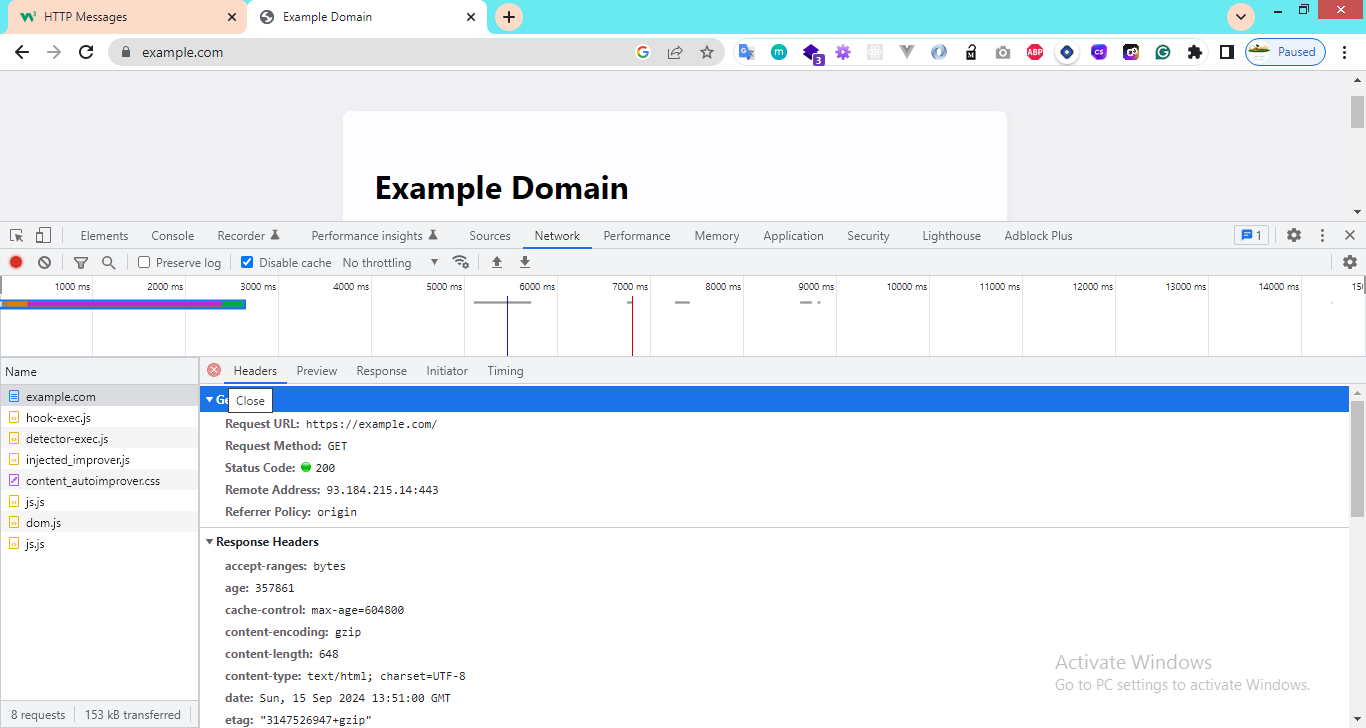 HTTP Messages
Example Domain
example.com
3
ABP
CS
Paused
Example Domain
Elements Console Recorder Performance insights Sources Network Performance Memory Application Security Lighthouse Adblock Plus 1
Preserve log Disable cache No throttling
1000 ms 2000 ms 3000 ms 4000 ms 5000 ms 6000 ms 7000 ms 8000 ms 9000 ms 10000 ms 11000 ms 12000 ms 13000 ms 14000 ms
Name
example.com
hook-exec.js
detector-exec.js
injected_improver.js
content_autoimprover.css
js.js
dom.js
js.js
8 requests 153 kB transferred
Headers Preview Response Initiator Timing
Close
Request URL: https://example.com/
Request Method: GET
Status Code: 200
Remote Address: 93.184.215.14:443
Referrer Policy: origin
Response Headers
accept-ranges: bytes
age: 357861
cache-control: max-age=604800
content-encoding: gzip
content-length: 648
content-type: text/html; charset=UTF-8
date: Sun, 15 Sep 2024 13:51:00 GMT
etag: "3147526947+gzip"
Activate Windows
Go to PC settings to activate Windows.